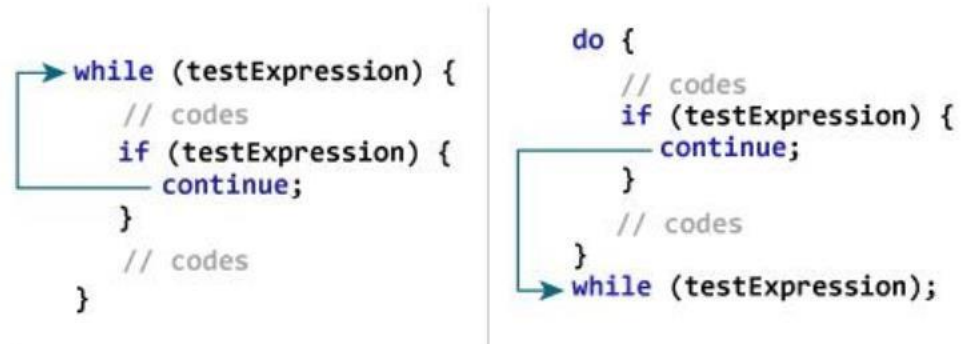 while (testExpression) {
// codes
if (testExpression) {
continue;
}
// codes
}
do {
// codes
if (testExpression) {
continue;
}
// codes
}
while (testExpression);